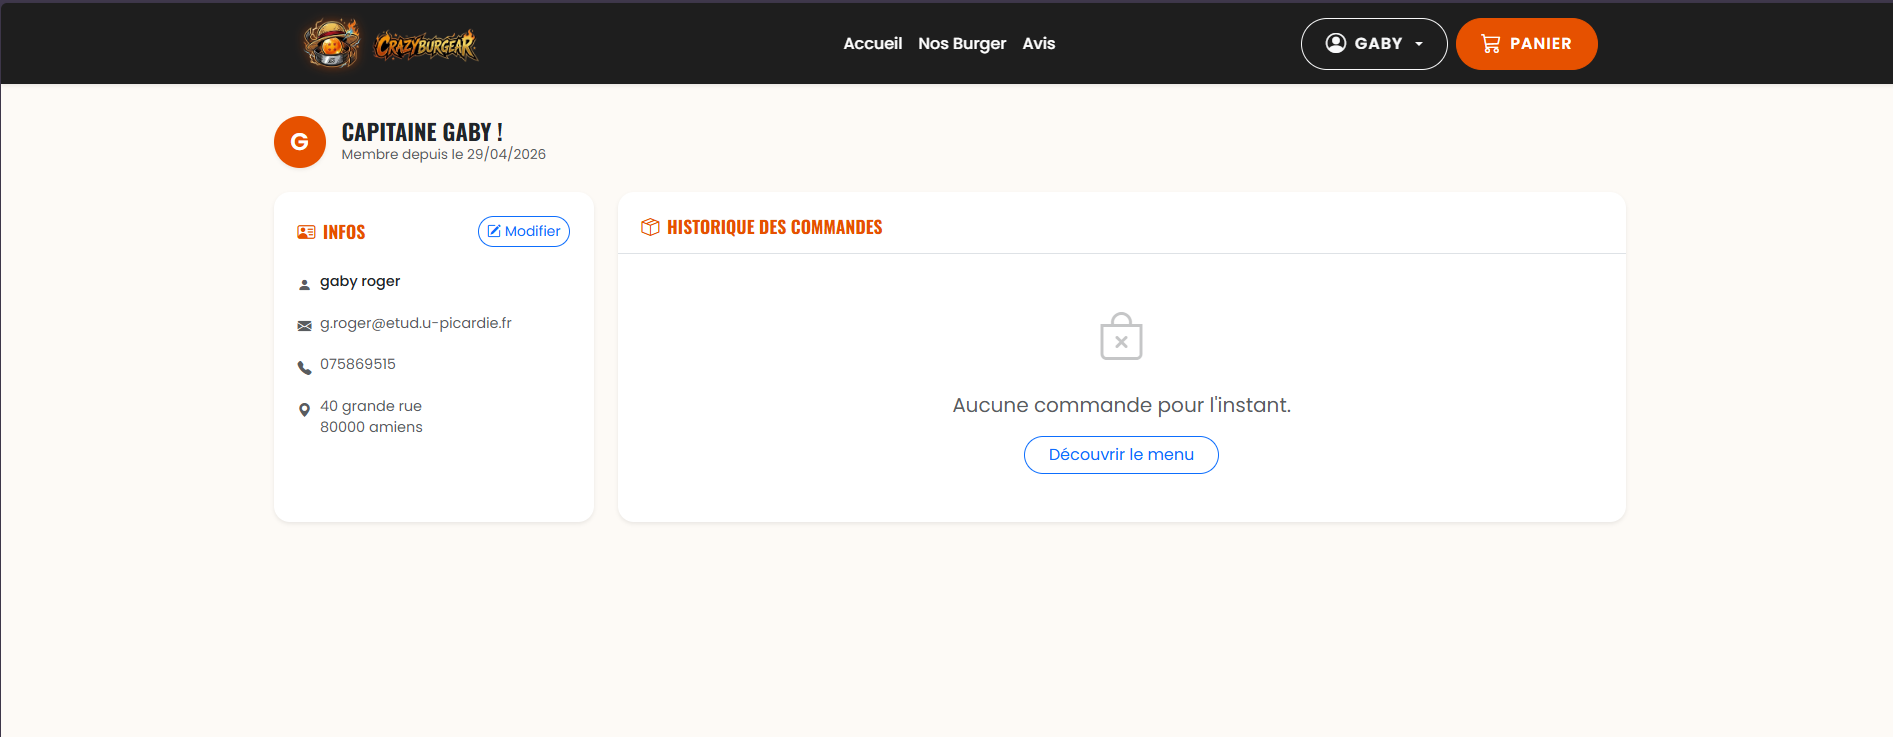 CRAZYBURGEAR
Accueil Nos Burger Avis
GABY
PANIER
G
CAPITAINE GABY !
Membre depuis le 29/04/2026
INFOS
Modifier
gaby roger
g.roger@etud.u-picardie.fr
075869515
40 grande rue
80000 amiens
HISTORIQUE DES COMMANDES
Aucune commande pour l'instant.
Découvrir le menu